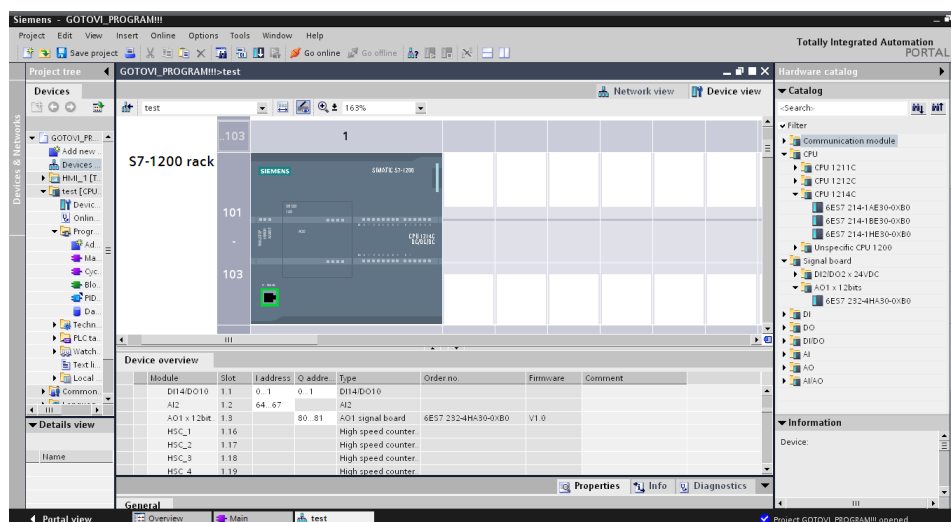 Siemens - GOTOVI_PROGRAM!!!
Project Edit View Insert Online Options Tools Window Help
Totally Integrated Automation
PORTAL
Save project Go online Go offline
Project tree
GOTOVI_PROGRAM!!!>test
Hardware catalog
Devices
Network view Device view
Catalog
test 163%
<Search>
Filter
Devices & Networks
GOTOVI_PR...
Add new...
Devices...
HMI_1 [T...
test [CPU...
Devic...
Onlin...
Progr...
Ad...
Ma...
Cyc...
Blo...
PID...
Da...
Techn...
PLC ta...
Watch...
Text li...
Local...
Common...
..103 1
S7-1200 rack
SIEMENS SIMATIC S7-1200
101
-
CPU 1214C
DC/DC/DC
103
Communication module
CPU
CPU 1211C
CPU 1212C
CPU 1214C
6ES7 214-1AE30-0XB0
6ES7 214-1BE30-0XB0
6ES7 214-1HE30-0XB0
Unspecific CPU 1200
Signal board
DI2/DO2 x 24VDC
AO1 x 12bits
6ES7 232-4HA30-0XB0
DI
DO
DI/DO
AI
AO
AI/AO
Device overview
Module Slot I address Q addre... Type Order no. Firmware Comment
DI14/DO10 1.1 0...1 0...1 DI14/DO10
AI2 1.2 64...67 AI2
AO1 x 12bit.. 1.3 80...81 AO1 signal board 6ES7 232-4HA30-0XB0 V1.0
HSC_1 1.16 High speed counter..
HSC_2 1.17 High speed counter..
HSC_3 1.18 High speed counter..
HSC_4 1.19 High speed counter..
Details view
Name
Information
Device:
Properties Info Diagnostics
General
Portal view Overview Main test
Project GOTOVI_PROGRAM!!! opened